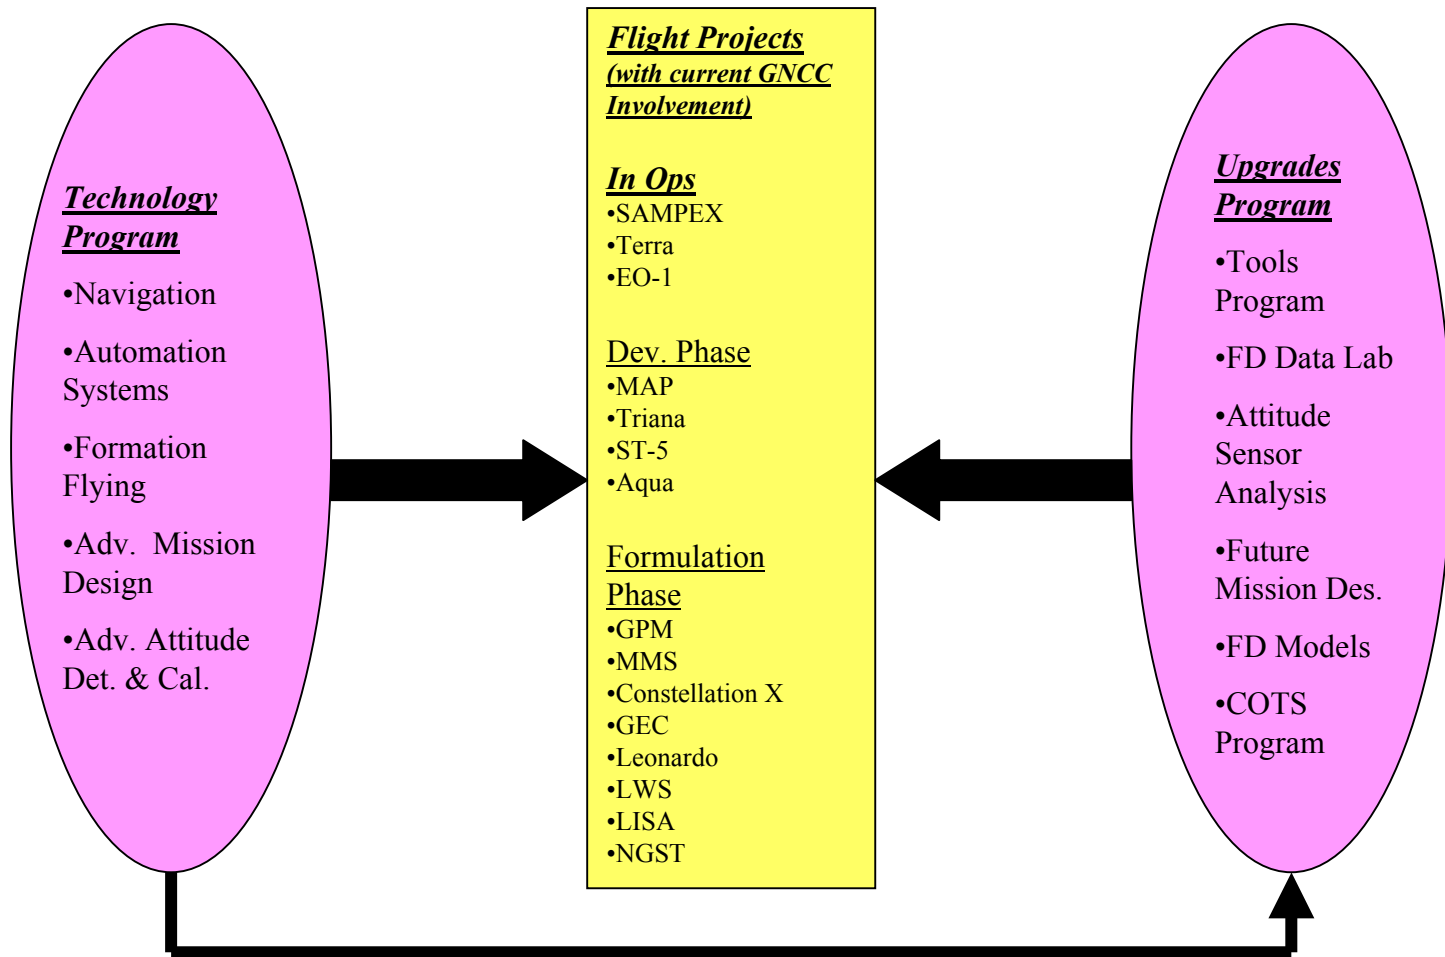 Technology
Program
•Navigation
•Automation
Systems
•Formation
Flying
•Adv. Mission
Design
•Adv. Attitude
Det. & Cal.
Flight Projects
(with current GNCC
Involvement)
In Ops
•SAMPEX
•Terra
•EO-1
Dev. Phase
•MAP
•Triana
•ST-5
•Aqua
Formulation
Phase
•GPM
•MMS
•Constellation X
•GEC
•Leonardo
•LWS
•LISA
•NGST
Upgrades
Program
•Tools
Program
•FD Data Lab
•Attitude
Sensor
Analysis
•Future
Mission Des.
•FD Models
•COTS
Program